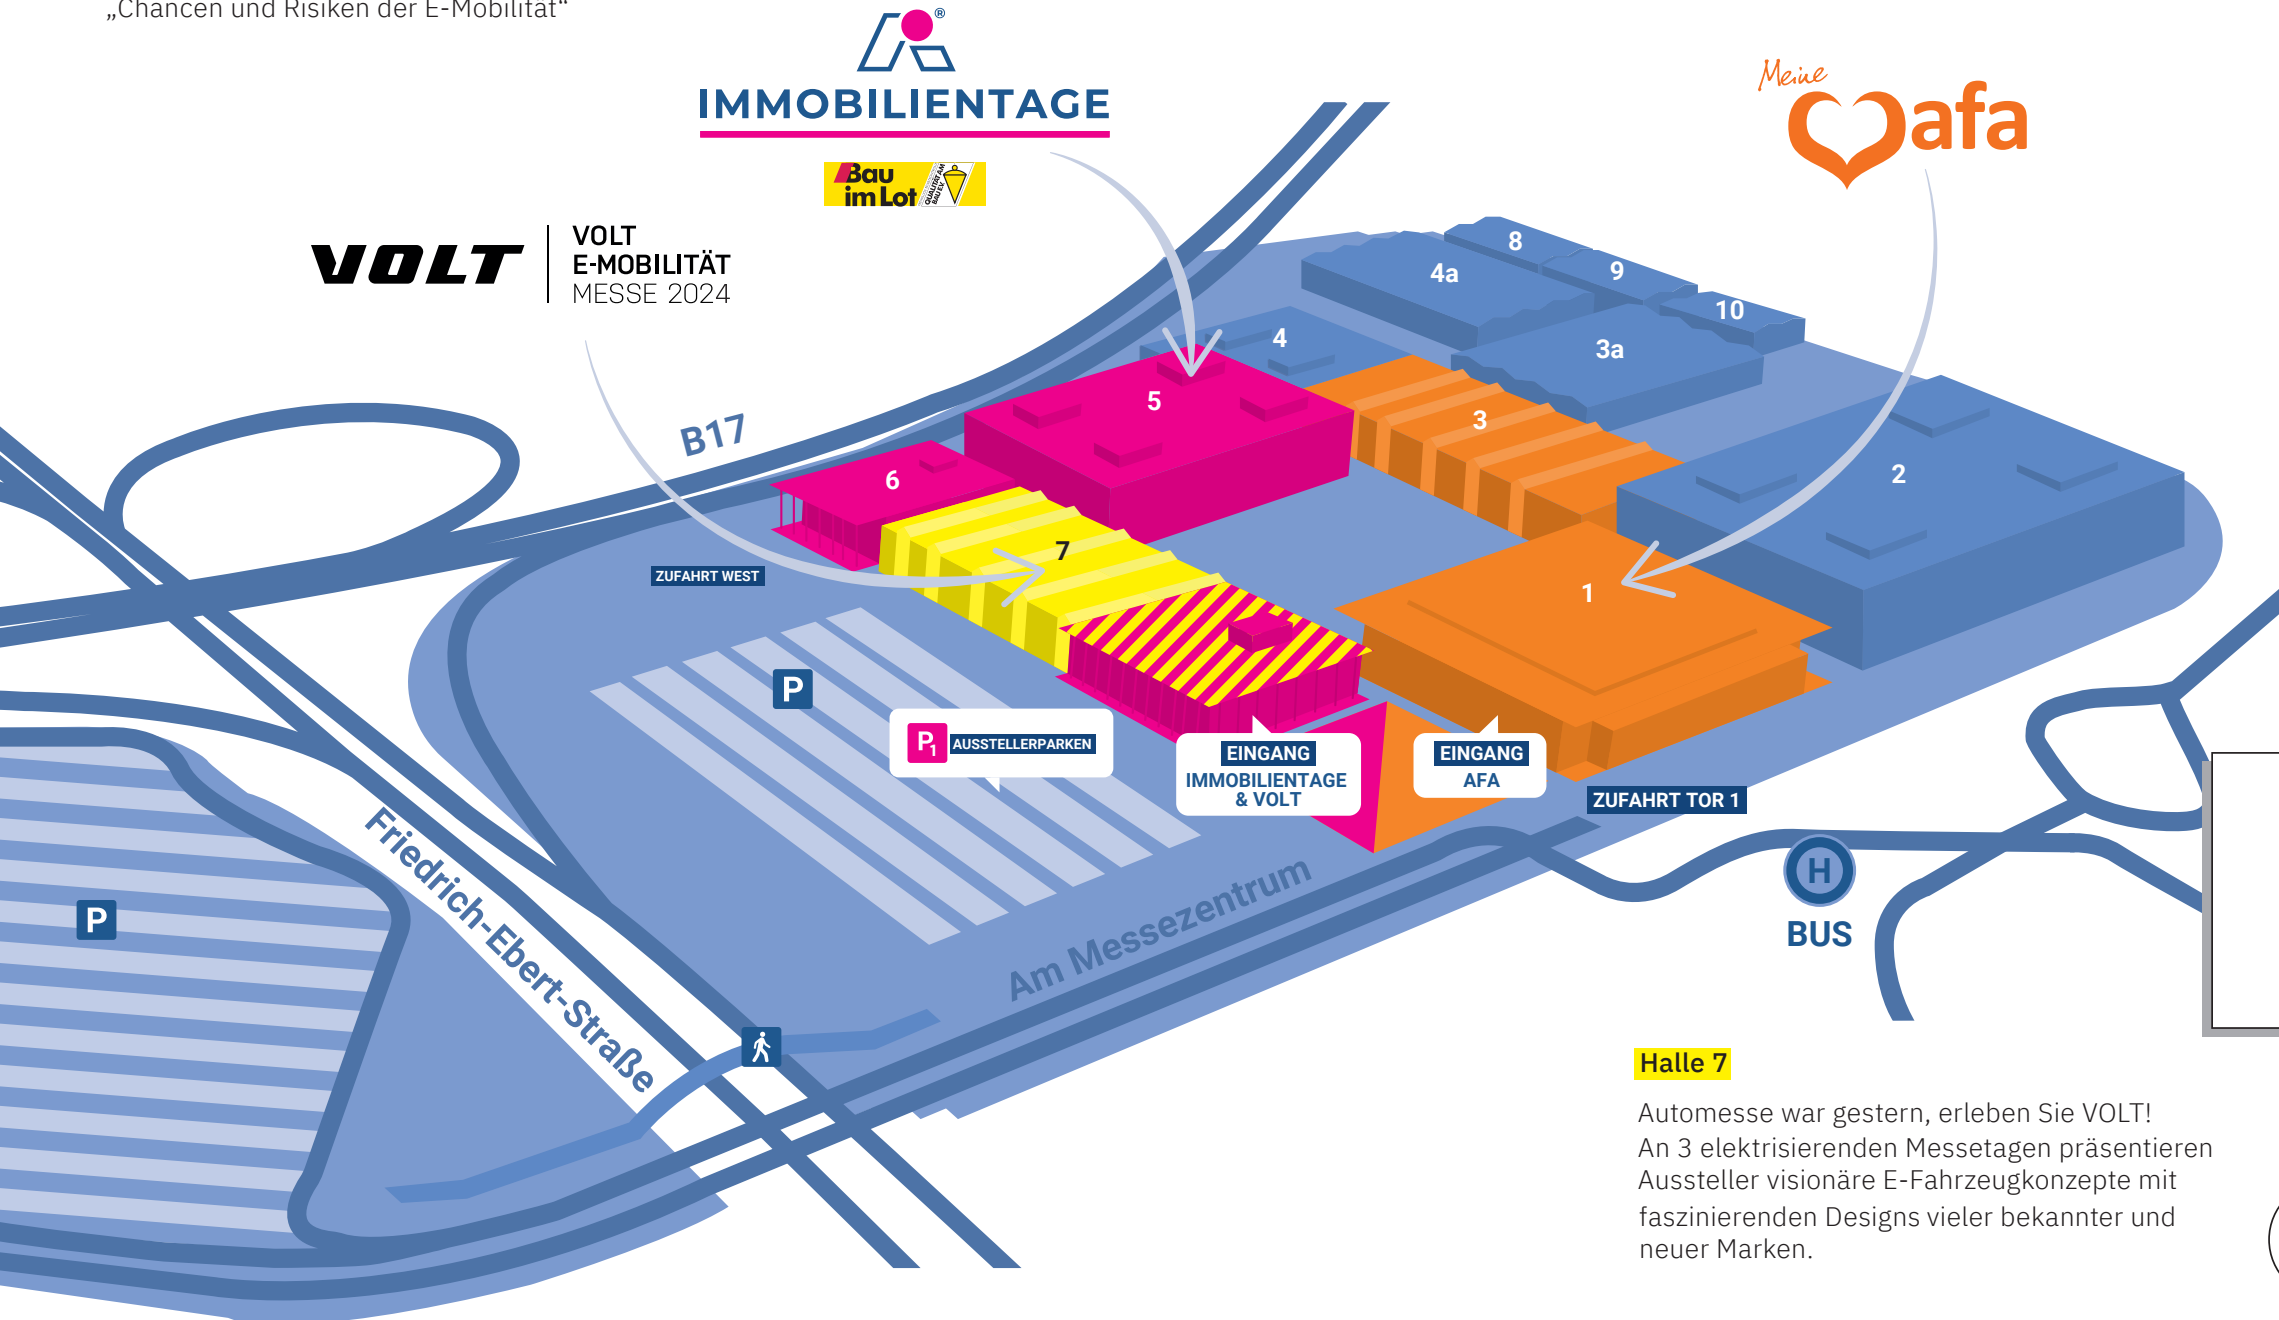 „Chancen und Risiken der E-Mobilität“
®
IMMOBILIENTAGE
Bau
im Lot
QUALITÄT AM
BAU E.V.
Meine
afa
VOLT
VOLT
E-MOBILITÄT
MESSE 2024
8
9
4a
10
4
3a
5
3
B17
6
2
7
ZUFAHRT WEST
1
P
P1 AUSSTELLERPARKEN
EINGANG
IMMOBILIENTAGE
& VOLT
EINGANG
AFA
ZUFAHRT TOR 1
Friedrich-Ebert-Straße
Am Messezentrum
H
BUS
P
Halle 7
Automesse war gestern, erleben Sie VOLT!
An 3 elektrisierenden Messetagen präsentieren
Aussteller visionäre E-Fahrzeugkonzepte mit
faszinierenden Designs vieler bekannter und
neuer Marken.